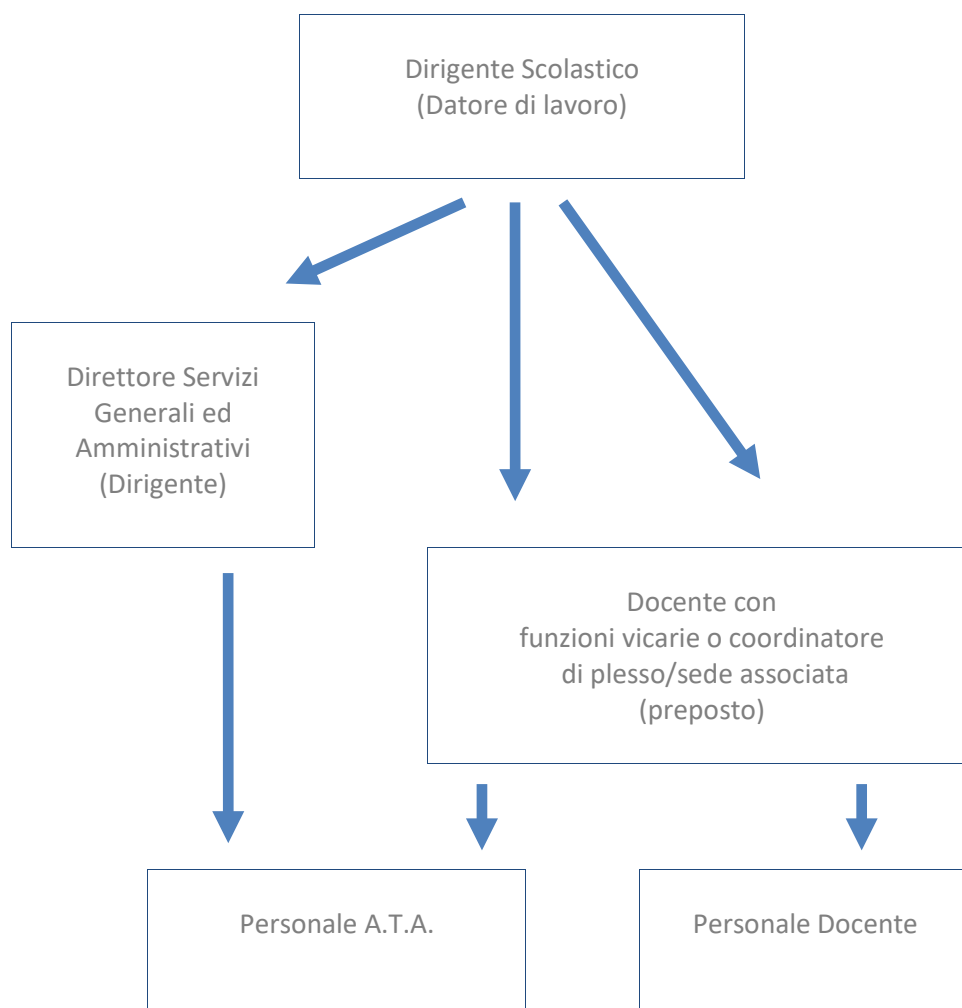 Dirigente Scolastico
(Datore di lavoro)
Direttore Servizi
Generali ed
Amministrativi
(Dirigente)
Docente con
funzioni vicarie o coordinatore
di plesso/sede associata
(preposto)
Personale A.T.A.
Personale Docente